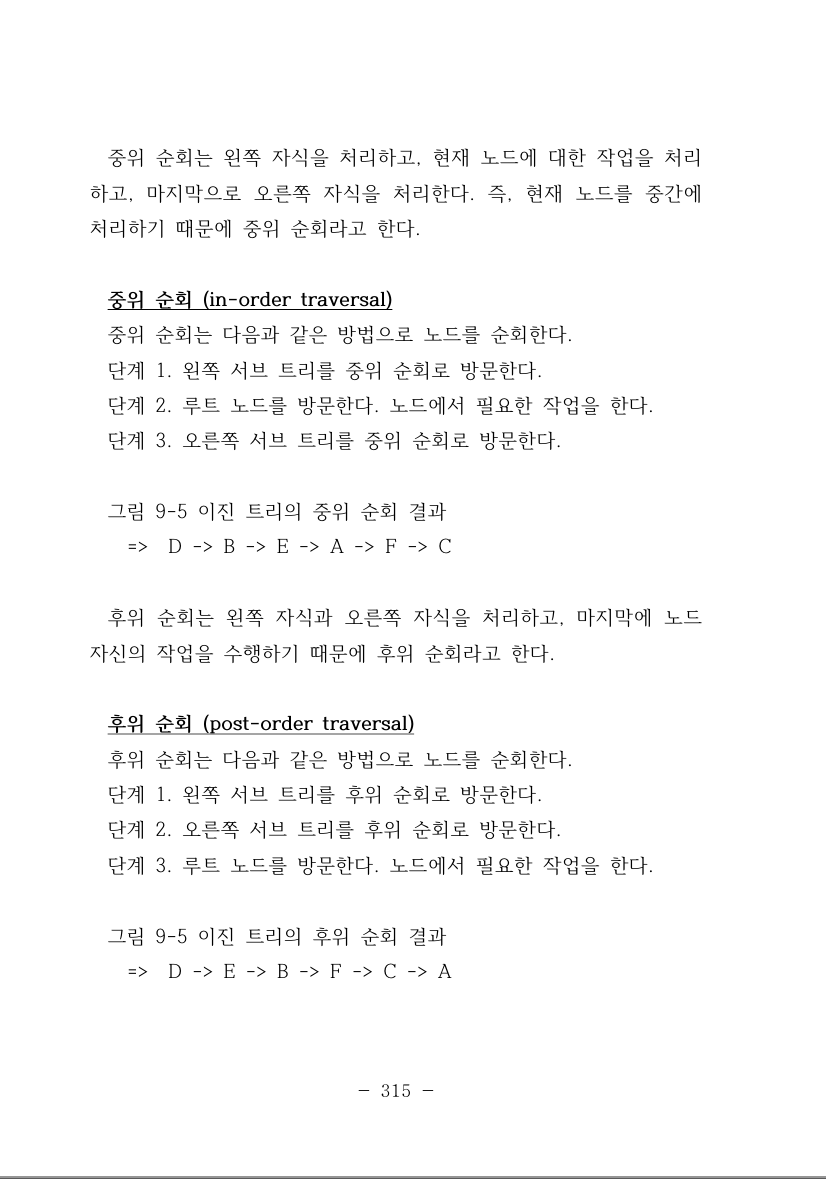 중위 순회는 왼쪽 자식을 처리하고, 현재 노드에 대한 작업을 처리
하고, 마지막으로 오른쪽 자식을 처리한다. 즉, 현재 노드를 중간에
처리하기 때문에 중위 순회라고 한다.
중위 순회 (in-order traversal)
중위 순회는 다음과 같은 방법으로 노드를 순회한다.
단계 1. 왼쪽 서브 트리를 중위 순회로 방문한다.
단계 2. 루트 노드를 방문한다. 노드에서 필요한 작업을 한다.
단계 3. 오른쪽 서브 트리를 중위 순회로 방문한다.
그림 9-5 이진 트리의 중위 순회 결과
=> D -> B -> E -> A -> F -> C
후위 순회는 왼쪽 자식과 오른쪽 자식을 처리하고, 마지막에 노드
자신의 작업을 수행하기 때문에 후위 순회라고 한다.
후위 순회 (post-order traversal)
후위 순회는 다음과 같은 방법으로 노드를 순회한다.
단계 1. 왼쪽 서브 트리를 후위 순회로 방문한다.
단계 2. 오른쪽 서브 트리를 후위 순회로 방문한다.
단계 3. 루트 노드를 방문한다. 노드에서 필요한 작업을 한다.
그림 9-5 이진 트리의 후위 순회 결과
=> D -> E -> B -> F -> C -> A
- 315 -